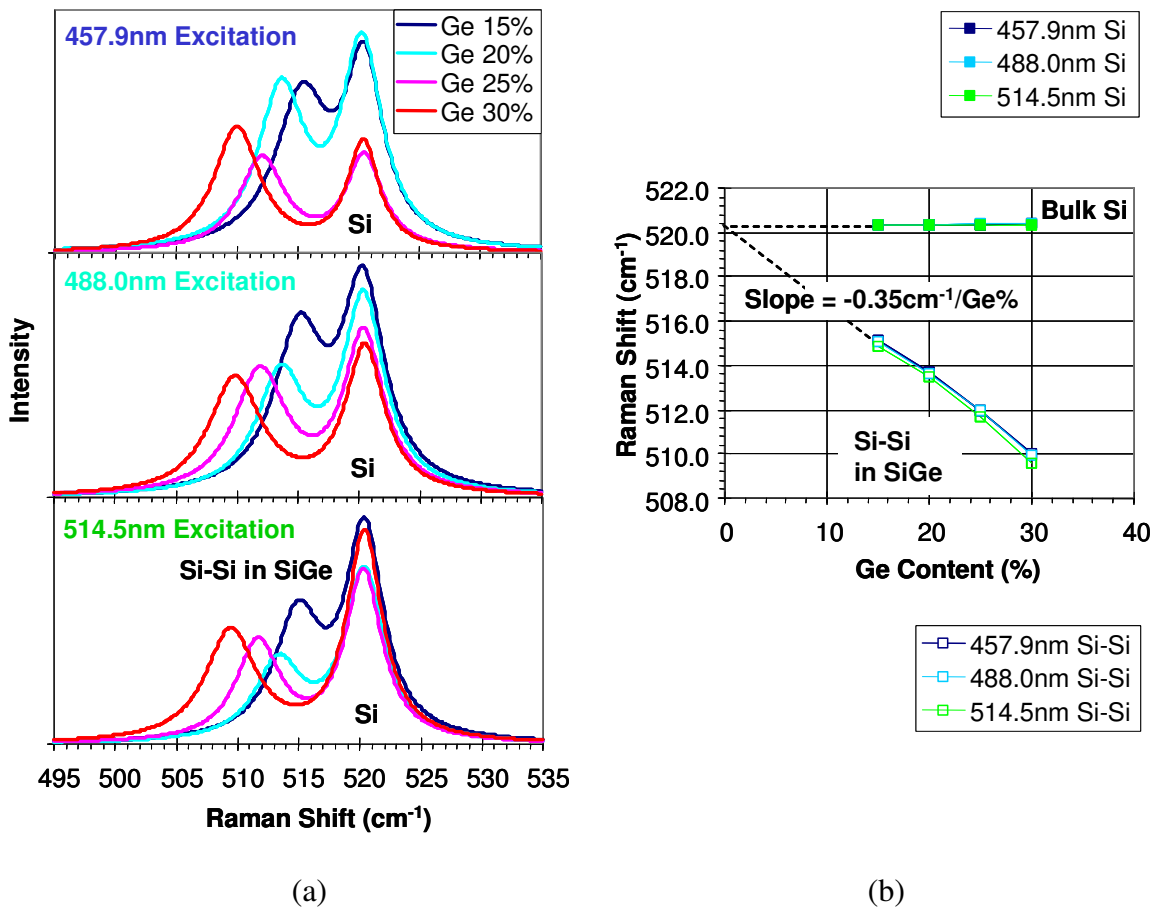 457.9nm Excitation
Ge 15%
Ge 20%
Ge 25%
Ge 30%
Si
488.0nm Excitation
Si
514.5nm Excitation
Si-Si in SiGe
Si
Intensity
495 500 505 510 515 520 525 530 535
Raman Shift (cm⁻¹)
(a)
457.9nm Si
488.0nm Si
514.5nm Si
522.0
520.0
518.0
516.0
514.0
512.0
510.0
508.0
Raman Shift (cm⁻¹)
Bulk Si
Slope = -0.35cm⁻¹/Ge%
Si-Si
in SiGe
0 10 20 30 40
Ge Content (%)
457.9nm Si-Si
488.0nm Si-Si
514.5nm Si-Si
(b)